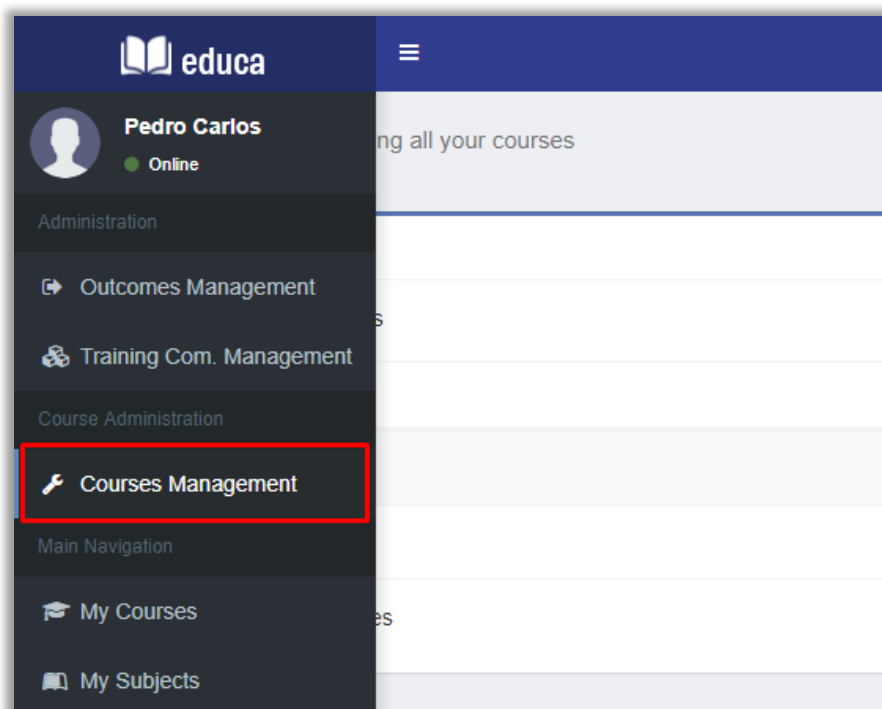 educa
Pedro Carlos
Online
ng all your courses
Administration
Outcomes Management
s
Training Com. Management
Course Administration
Courses Management
Main Navigation
My Courses
es
My Subjects